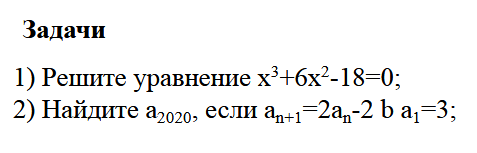 Задачи
1) Решите уравнение x³+6x²-18=0;
2) Найдите a₂₀₂₀, если aₙ₊₁=2aₙ-2 b a₁=3;